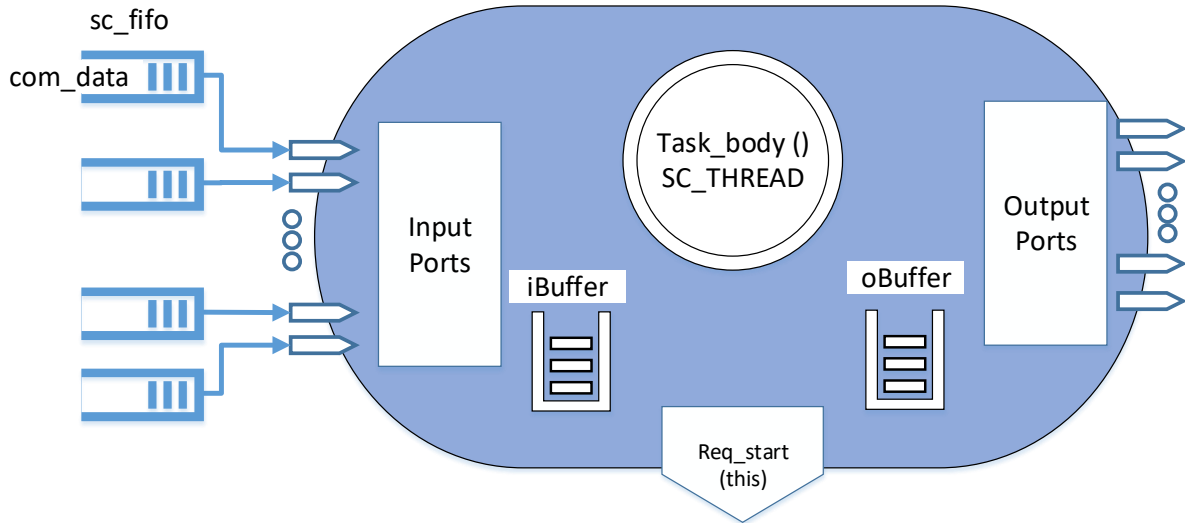 sc_fifo
com_data
Task_body ()
SC_THREAD
Input
Ports
Output
Ports
iBuffer
oBuffer
Req_start
(this)